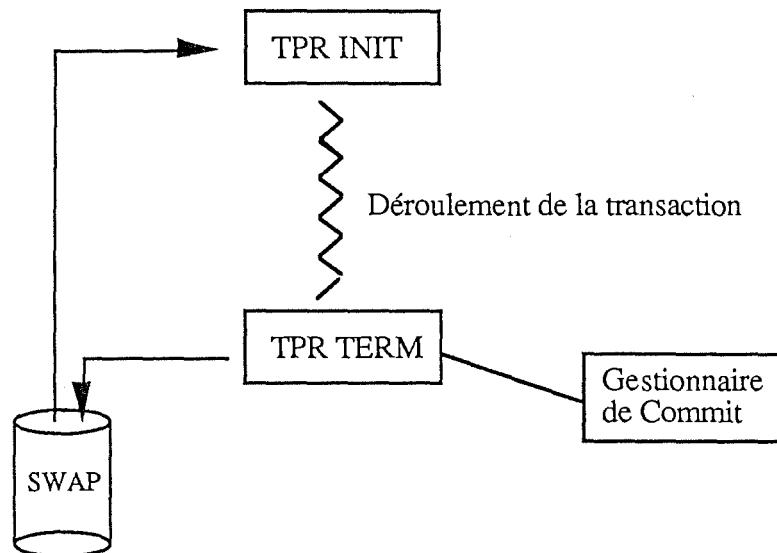 TPR INIT
Déroulement de la transaction
TPR TERM
Gestionnaire
de Commit
SWAP